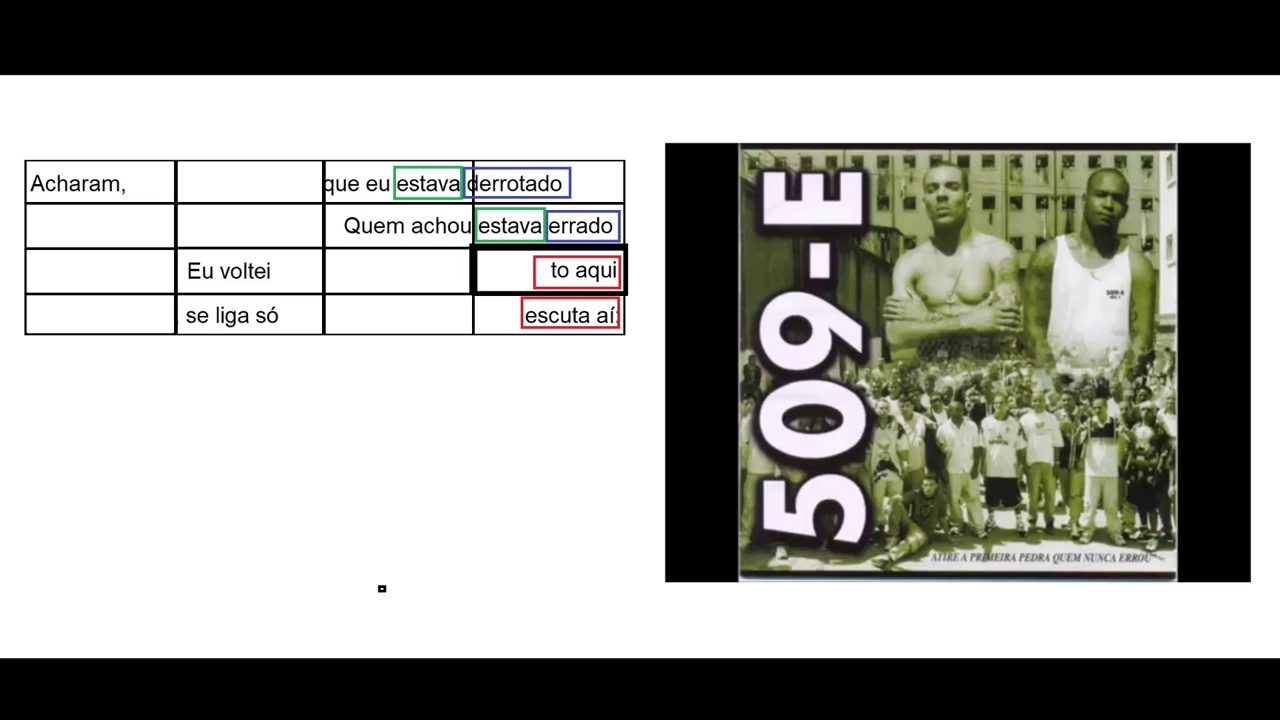 Acharam, que eu estava derrotado
Quem achou estava errado
Eu voltei to aqui
se liga só escuta aí:
509-E
509-E
ATIRE A PRIMEIRA PEDRA QUEM NUNCA ERROU